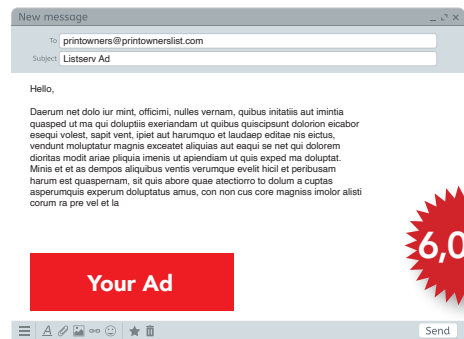 New message
To printowners@printownerslist.com
Subject Listserv Ad
Hello,
Daerum net dolo iur mint, officimi, nulles vernam, quibus initatiis aut imintia
quasped ut ma qui doluptiis exeriandam ut quibus quiscipsunt dolorion eicabor
esequi volest, sapit vent, ipiet aut harumquo et laudaep editae nis eictus,
vendunt moluptatur magnis exceatet aliquias aut eaqui se net qui dolorem
dioritas modit ariae pliquia imenis ut apiendiam ut quis exped ma doluptat.
Minis et et as dempos aliquibus ventis verumque evelit hicil et peribusam
harum est quaspernam, sit quis abore quae atectiorro to dolum a cuptas
asperumquis experum doluptatus amus, con non cus core magniss imolor alisti
corum ra pre vel et la
6,0
Your Ad
Send